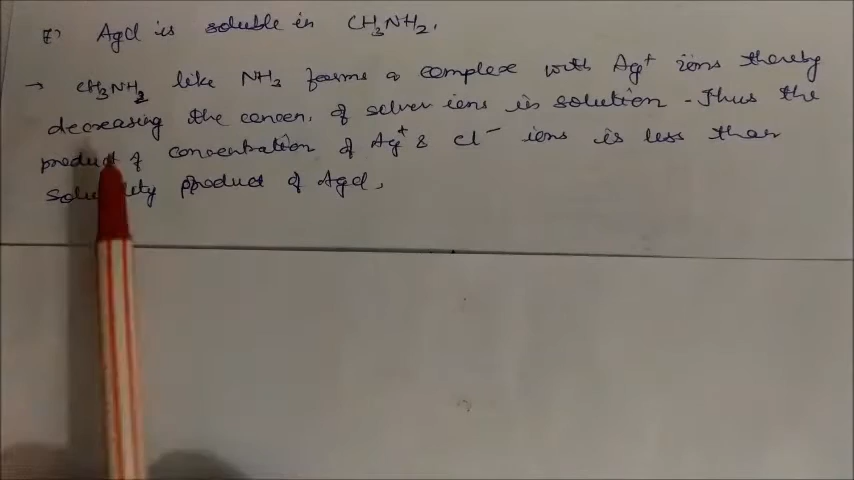 7) AgCl is soluble in CH₃NH₂.
→ CH₃NH₂ like NH₃ forms a complex with Ag⁺ ions thereby
decreasing the concen. of silver ions in solution - Thus the
product of concentration of Ag⁺ & Cl⁻ ions is less than
solubility product of AgCl,